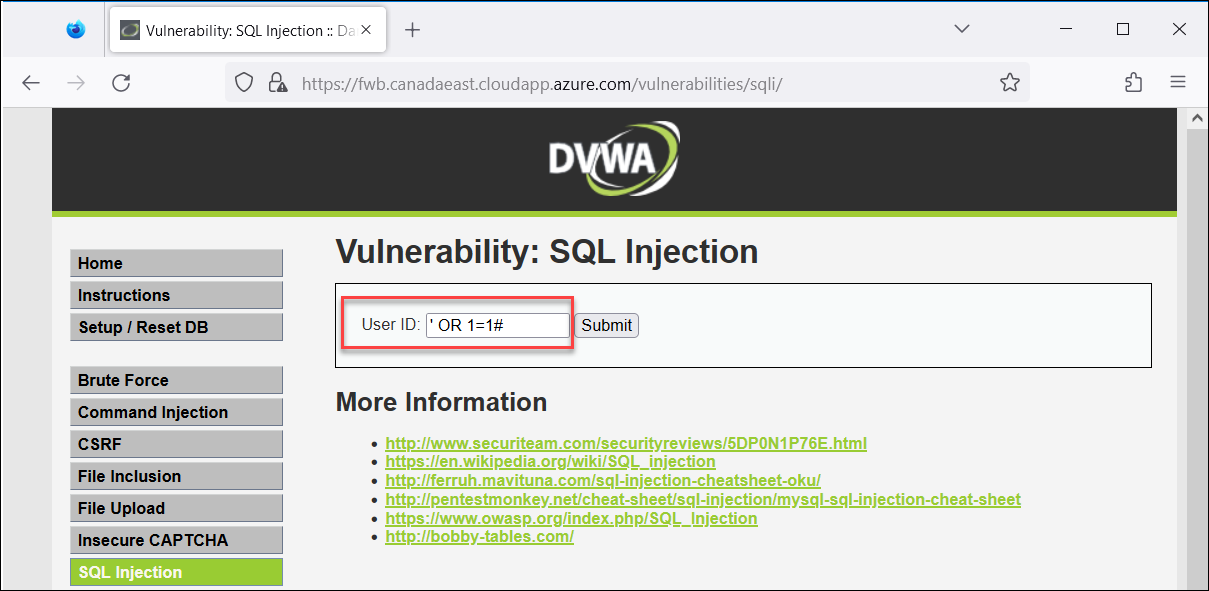 Vulnerability: SQL Injection :: Da
https://fwb.canadaeast.cloudapp.azure.com/vulnerabilities/sqli/
DVWA
Home
Instructions
Setup / Reset DB
Brute Force
Command Injection
CSRF
File Inclusion
File Upload
Insecure CAPTCHA
SQL Injection
Vulnerability: SQL Injection
User ID: ' OR 1=1# Submit
More Information
http://www.securiteam.com/securityreviews/5DP0N1P76E.html
https://en.wikipedia.org/wiki/SQL_injection
http://ferruh.mavituna.com/sql-injection-cheatsheet-oku/
http://pentestmonkey.net/cheat-sheet/sql-injection/mysql-sql-injection-cheat-sheet
https://www.owasp.org/index.php/SQL_Injection
http://bobby-tables.com/